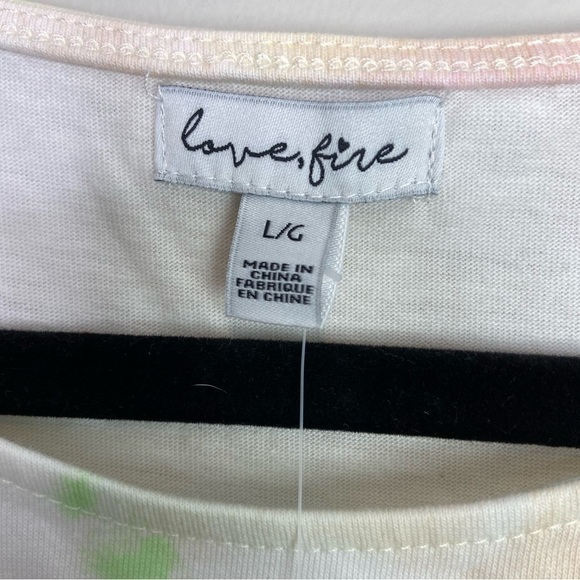 love, fire
L/G
MADE IN
CHINA
FABRIQUE
EN CHINE